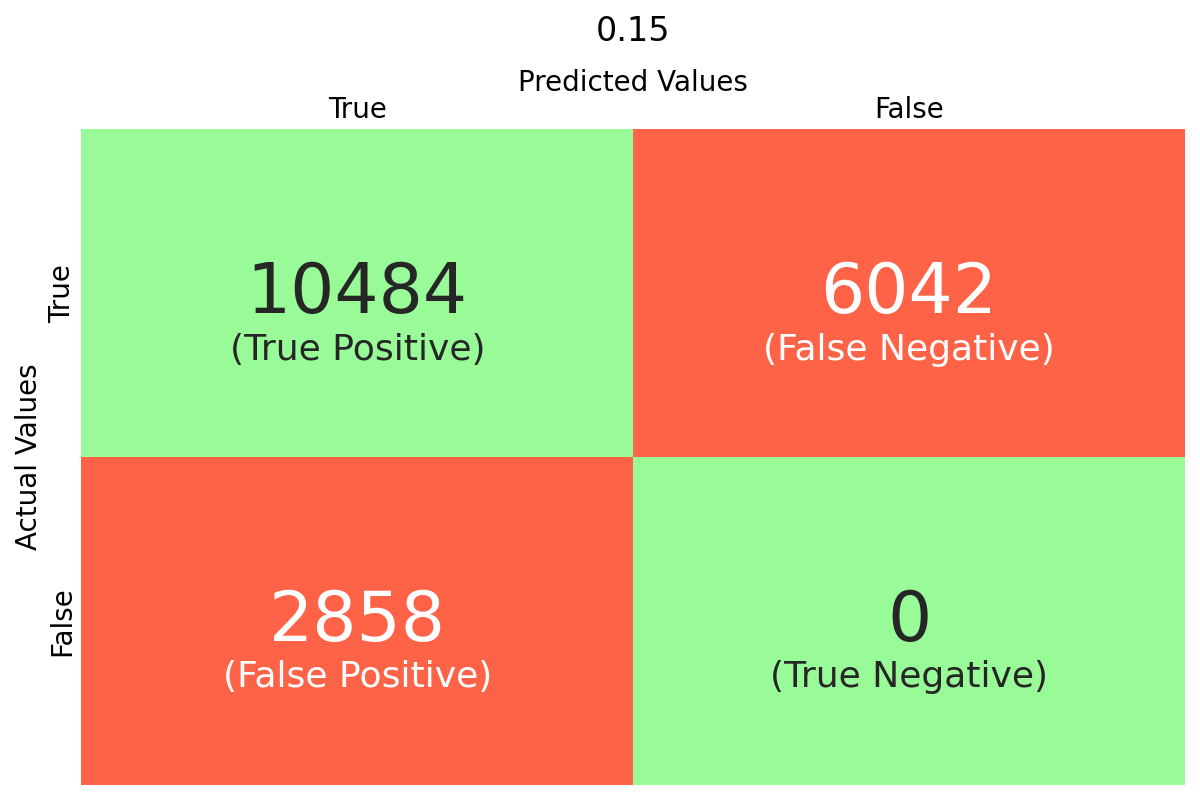 0.15
Predicted Values
True
False
Actual Values
True
10484
(True Positive)
6042
(False Negative)
False
2858
(False Positive)
0
(True Negative)